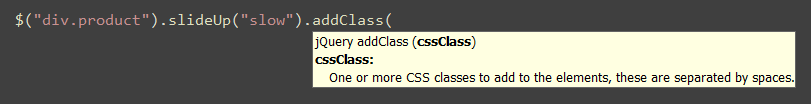 $("div.product").slideUp("slow").addClass(
jQuery addClass (cssClass)
cssClass:
One or more CSS classes to add to the elements, these are separated by spaces.